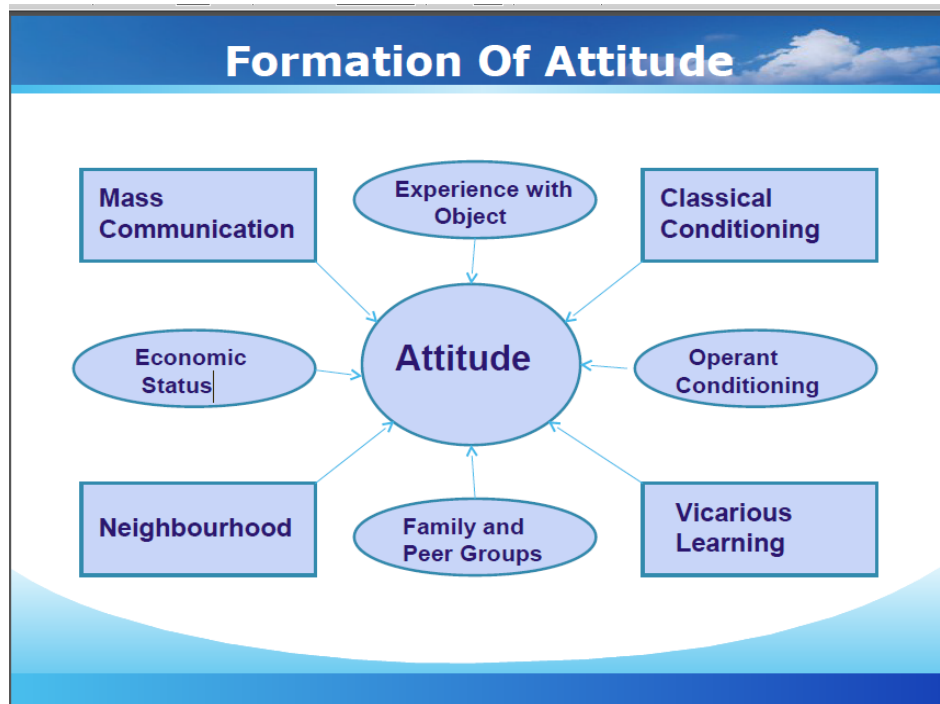 Formation Of Attitude
Mass
Communication
Experience with
Object
Classical
Conditioning
Economic
Status
Attitude
Operant
Conditioning
Neighbourhood
Family and
Peer Groups
Vicarious
Learning